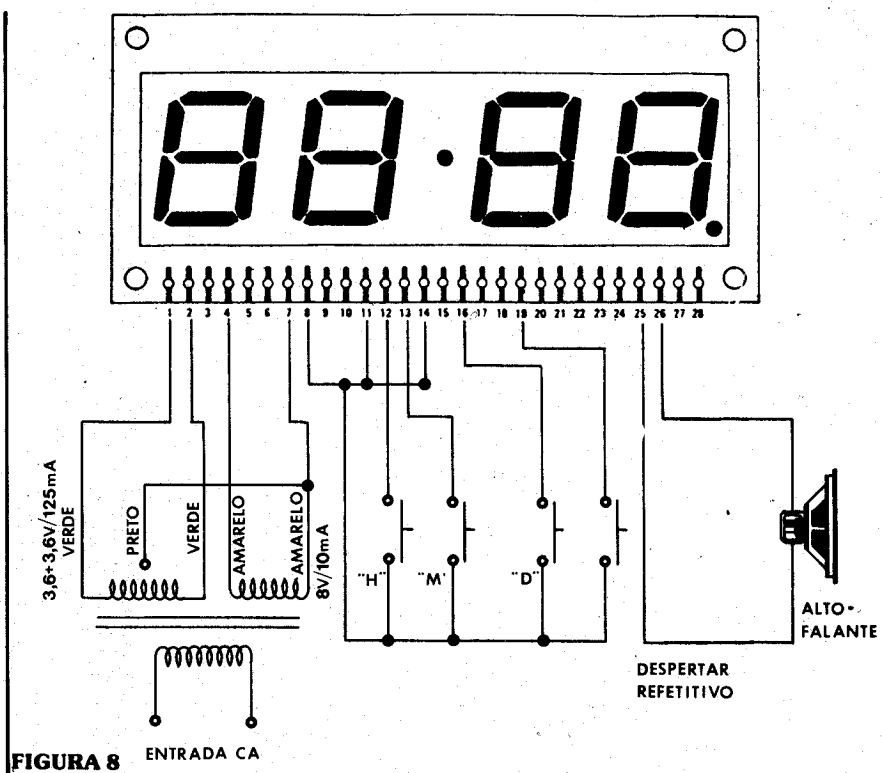 88·98.
1 2 3 4 5 6 7 8 9 10 11 12 13 14 15 16 17 18 19 20 21 22 23 24 25 26 27 28
3,6+3,6V/125mA
VERDE
PRETO
VERDE
AMARELO
AMARELO
8V/10mA
"H"
"M'
"D"
ALTO-
FALANTE
DESPERTAR
REFETITIVO
ENTRADA CA
FIGURA 8